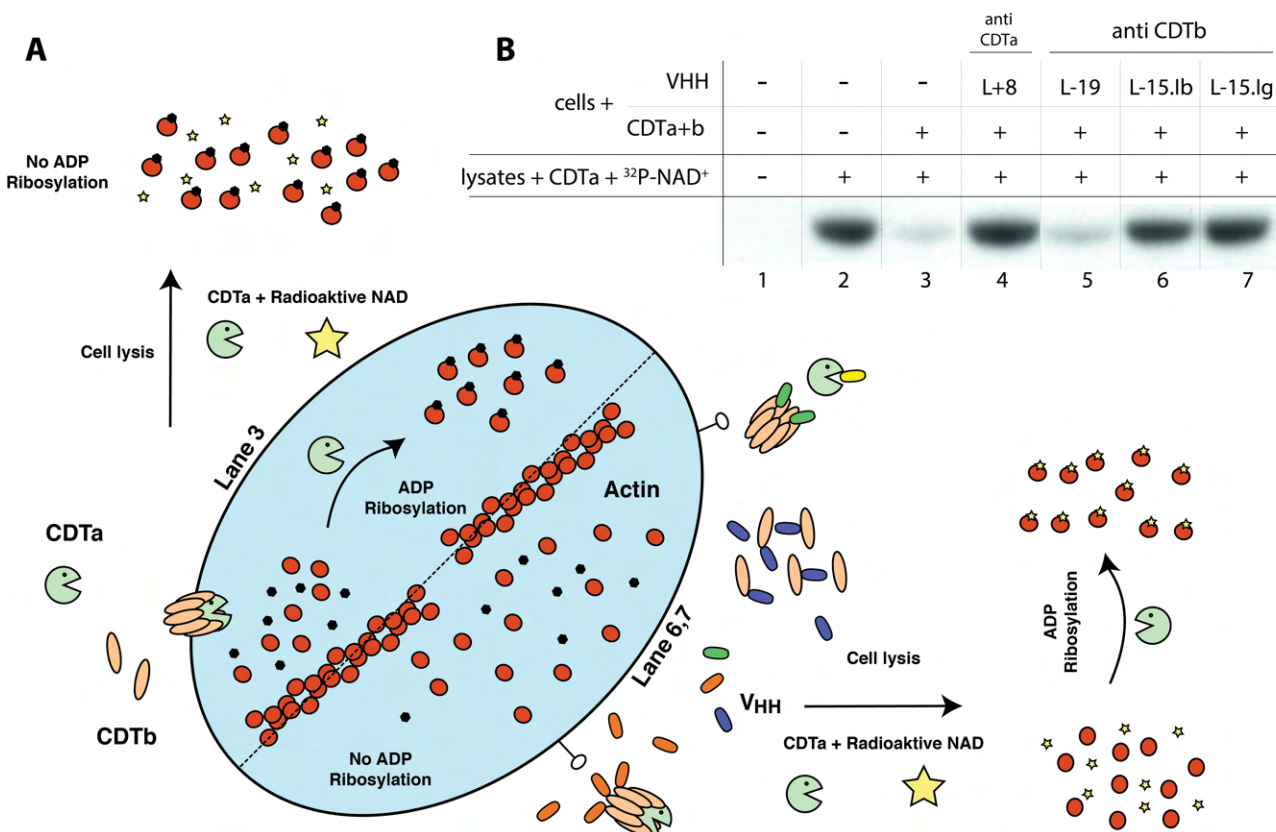 A
No ADP
Ribosylation
CDTa + Radioaktive NAD
Cell lysis
Lane 3
ADP
Ribosylation
Actin
CDTa
CDTb
No ADP
Ribosylation
Lane 6,7
VHH
Cell lysis
CDTa + Radioaktive NAD
ADP
Ribosylation
B
anti
CDTa
anti CDTb
cells +
VHH
– – – L+8 L-19 L-15.Ib L-15.Ig
CDTa+b
– – + + + + +
lysates + CDTa + ³²P-NAD⁺ – + + + + + +
1 2 3 4 5 6 7